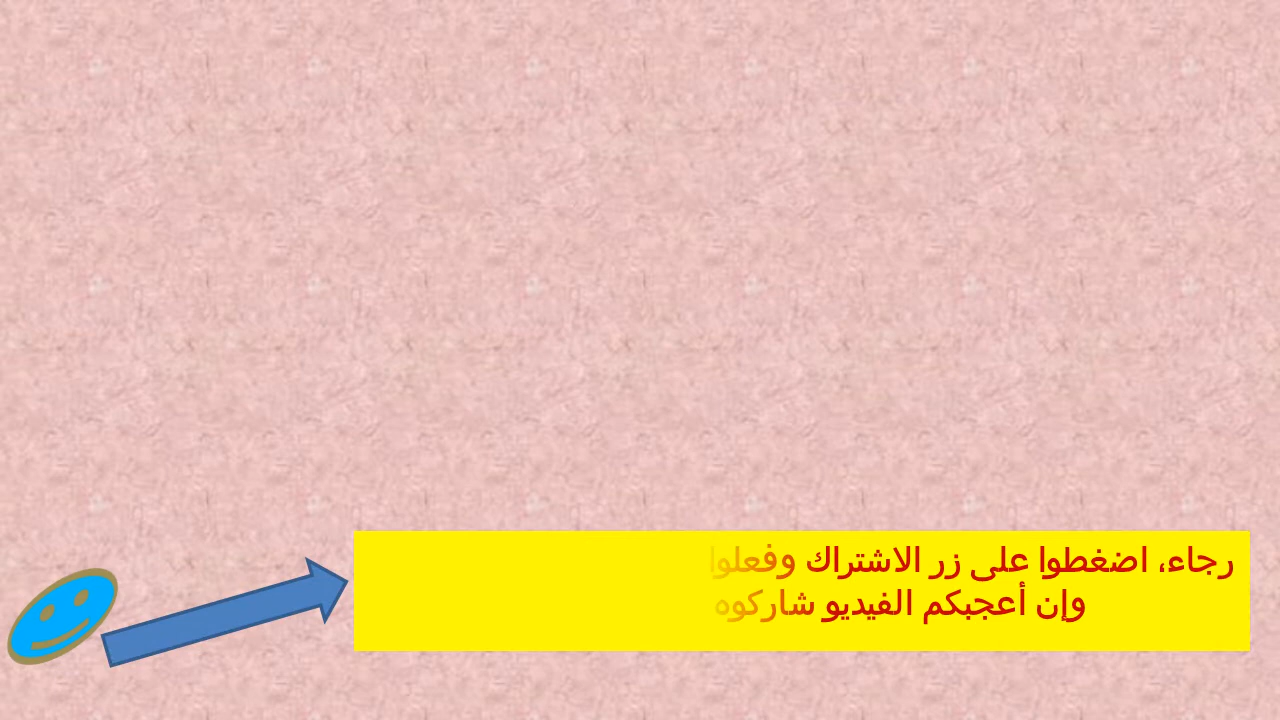 رجاء، اضغطوا على زر الاشتراك وفعلوا
وإن أعجبكم الفيديو شاركوه